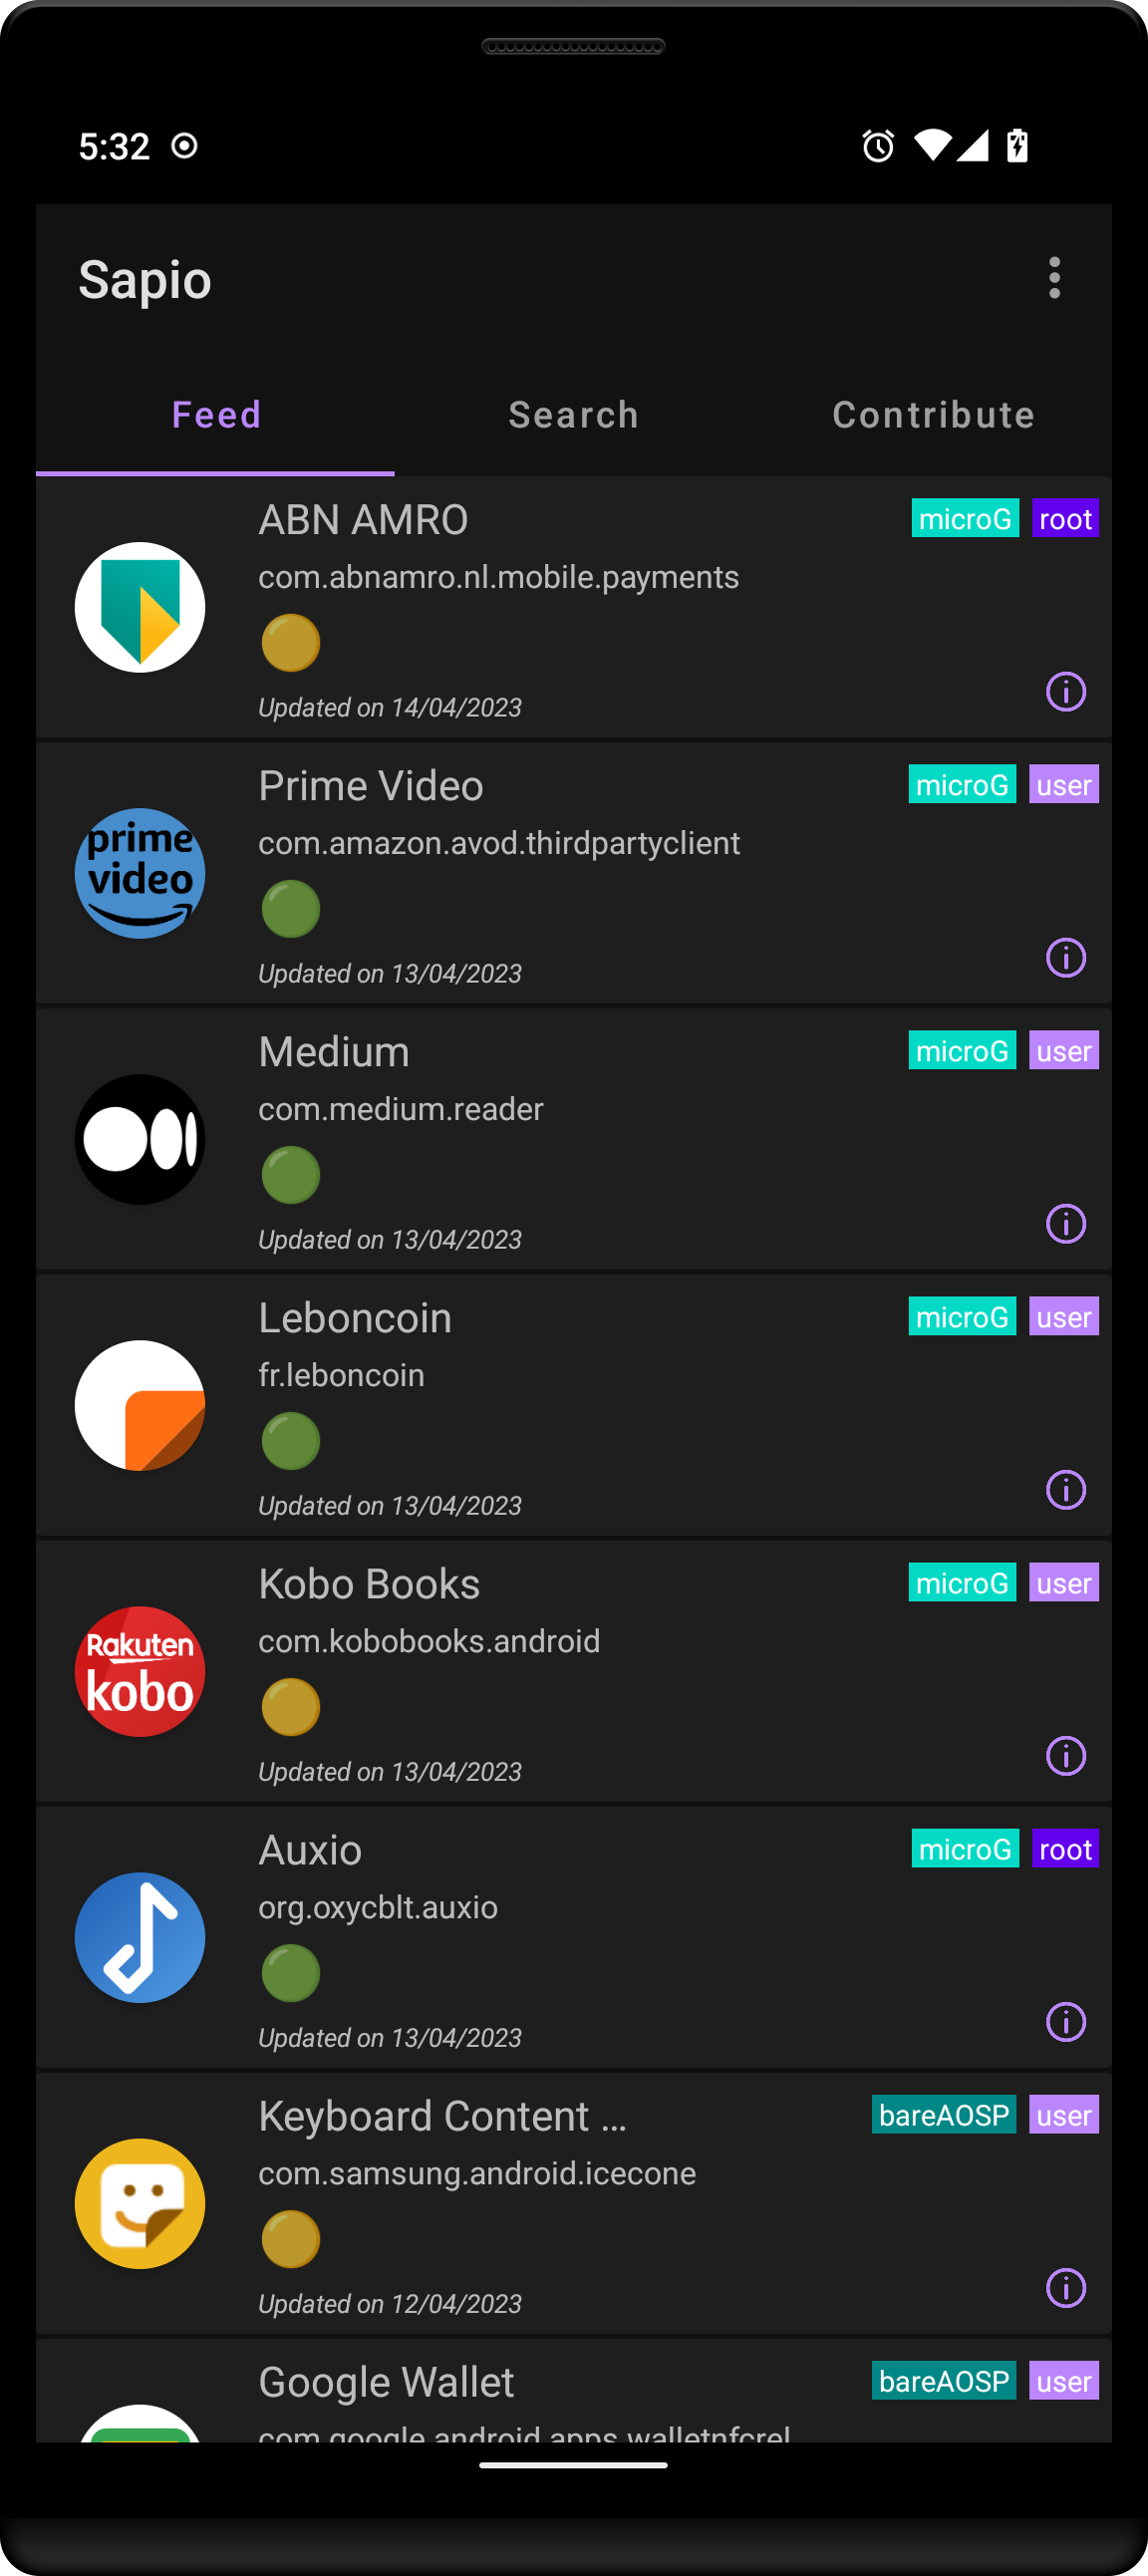 5:32
Sapio
Feed Search Contribute
ABN AMRO microG root
com.abnamro.nl.mobile.payments
Updated on 14/04/2023
Prime Video microG user
prime
video
com.amazon.avod.thirdpartyclient
Updated on 13/04/2023
Medium microG user
com.medium.reader
Updated on 13/04/2023
Leboncoin microG user
fr.leboncoin
Updated on 13/04/2023
Kobo Books microG user
Rakuten
kobo
com.kobobooks.android
Updated on 13/04/2023
Auxio microG root
org.oxycblt.auxio
Updated on 13/04/2023
Keyboard Content ... bareAOSP user
com.samsung.android.icecone
Updated on 12/04/2023
Google Wallet bareAOSP user
com.google.android.apps.walletnfcrel